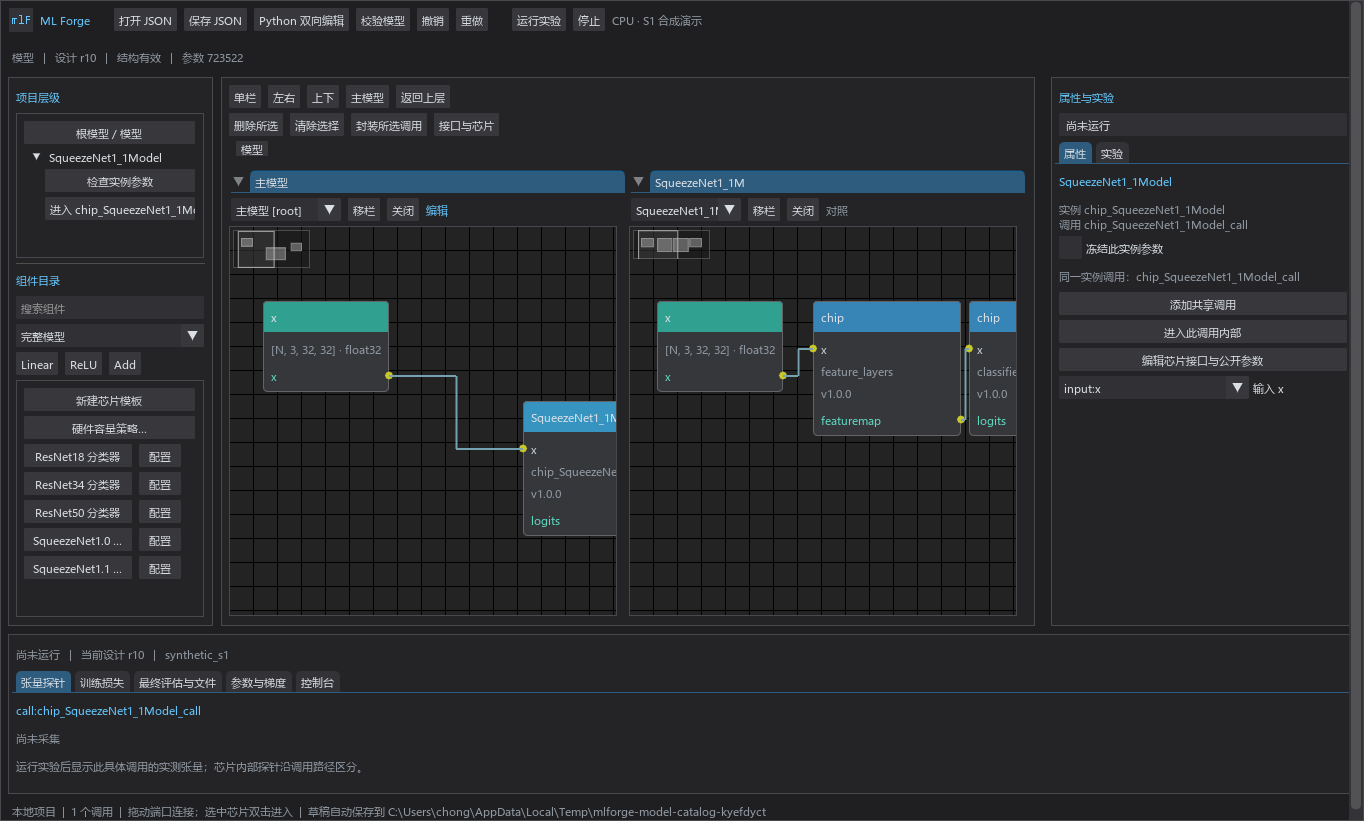 mlF ML Forge 打开 JSON 保存 JSON Python 双向编辑 校验模型 撤销 重做 运行实验 停止 CPU · S1 合成演示
模型 | 设计 r10 | 结构有效 | 参数 723522
项目层级
根模型 / 模型
SqueezeNet1_1Model
检查实例参数
进入 chip_SqueezeNet1_1M
组件目录
搜索组件
完整模型
Linear ReLU Add
新建芯片模板
硬件容量策略...
ResNet18 分类器 配置
ResNet34 分类器 配置
ResNet50 分类器 配置
SqueezeNet1.0 ... 配置
SqueezeNet1.1 ... 配置
单栏 左右 上下 主模型 返回上层
删除所选 清除选择 封装所选调用 接口与芯片
模型
主模型
主模型 [root] 移栏 关闭 编辑
x
[N, 3, 32, 32] · float32
x
SqueezeNet1_1M
x
chip_SqueezeNe
v1.0.0
logits
SqueezeNet1_1M
SqueezeNet1_1 移栏 关闭 对照
x
[N, 3, 32, 32] · float32
x
chip
x
feature_layers
v1.0.0
featuremap
chip
x
classifie
v1.0.0
logits
属性与实验
尚未运行
属性 实验
SqueezeNet1_1Model
实例 chip_SqueezeNet1_1Model
调用 chip_SqueezeNet1_1Model_call
冻结此实例参数
同一实例调用：chip_SqueezeNet1_1Model_call
添加共享调用
进入此调用内部
编辑芯片接口与公开参数
input:x 输入 x
尚未运行 | 当前设计 r10 | synthetic_s1
张量探针 训练损失 最终评估与文件 参数与梯度 控制台
call:chip_SqueezeNet1_1Model_call
尚未采集
运行实验后显示此具体调用的实测张量；芯片内部探针沿调用路径区分。
本地项目 | 1 个调用 | 拖动端口连接；选中芯片双击进入 | 草稿自动保存到 C:\Users\chong\AppData\Local\Temp\mlforge-model-catalog-kyefdyct